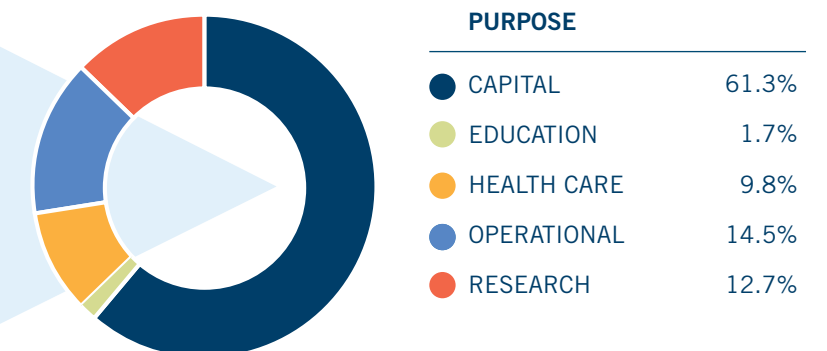 PURPOSE
CAPITAL 61.3%
EDUCATION 1.7%
HEALTH CARE 9.8%
OPERATIONAL 14.5%
RESEARCH 12.7%